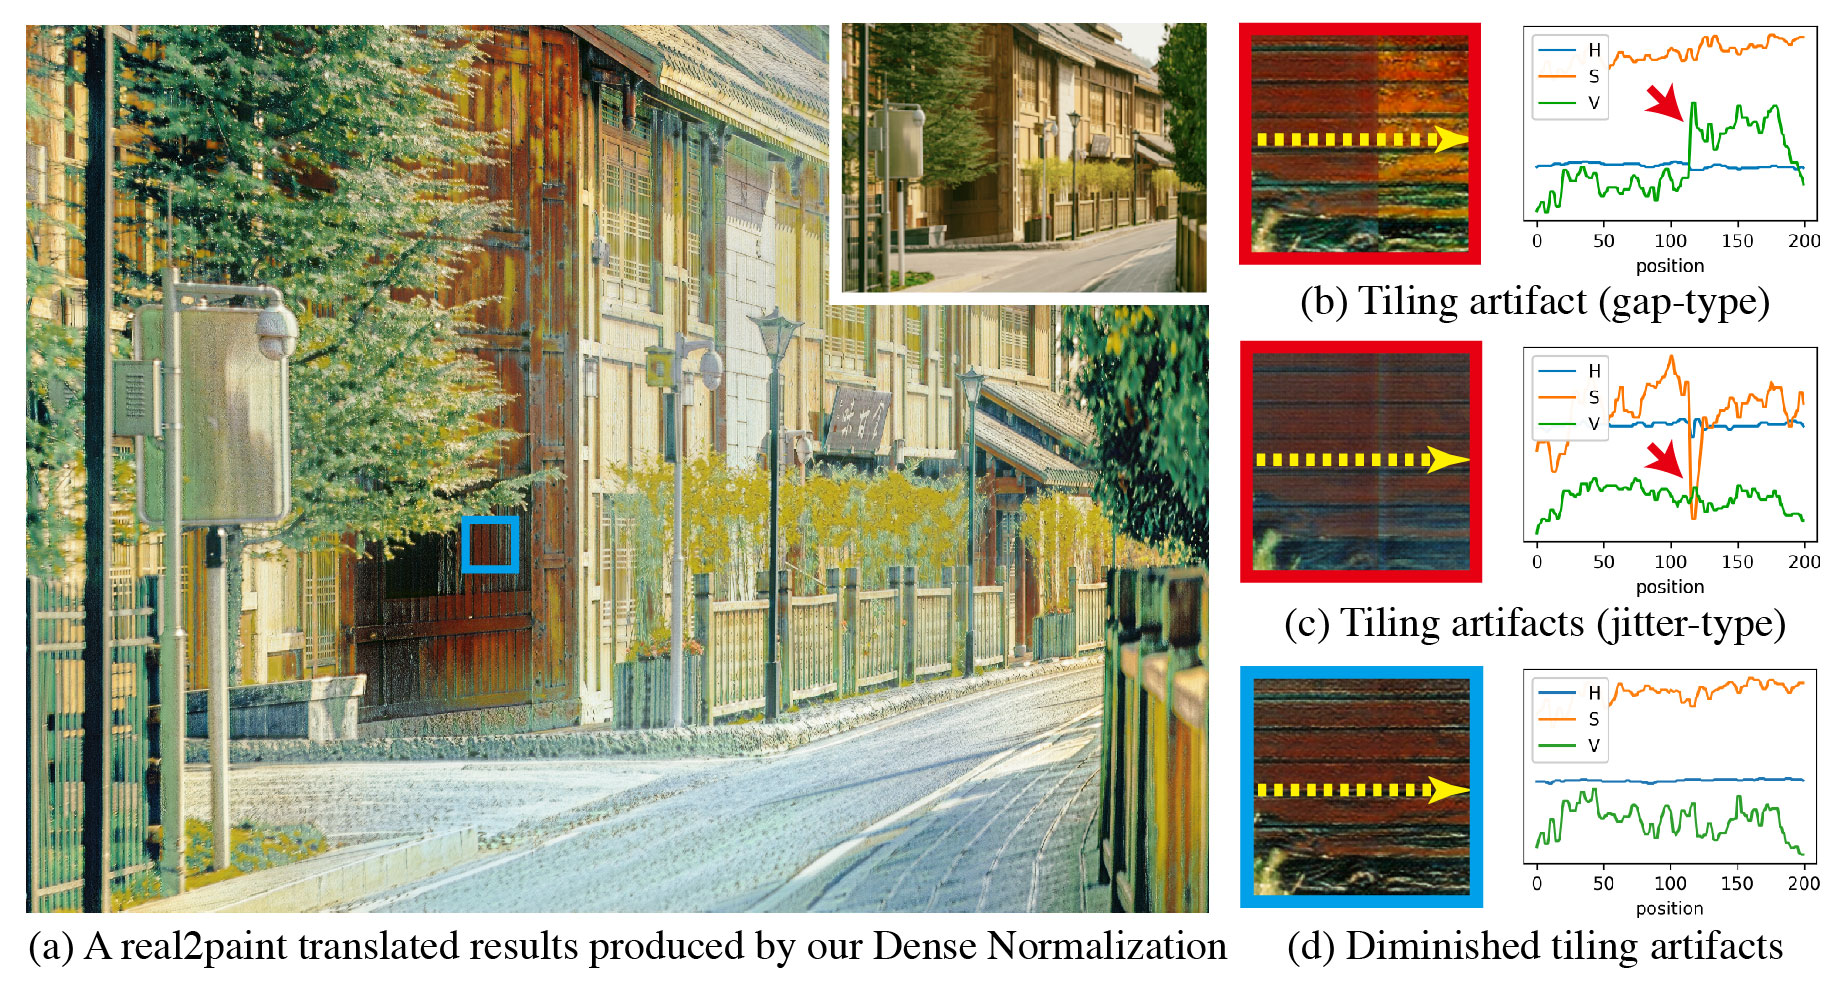 H
S
V
0 50 100 150 200
position
(b) Tiling artifact (gap-type)
H
S
V
0 50 100 150 200
position
(c) Tiling artifacts (jitter-type)
H
S
V
0 50 100 150 200
position
(a) A real2paint translated results produced by our Dense Normalization
(d) Diminished tiling artifacts